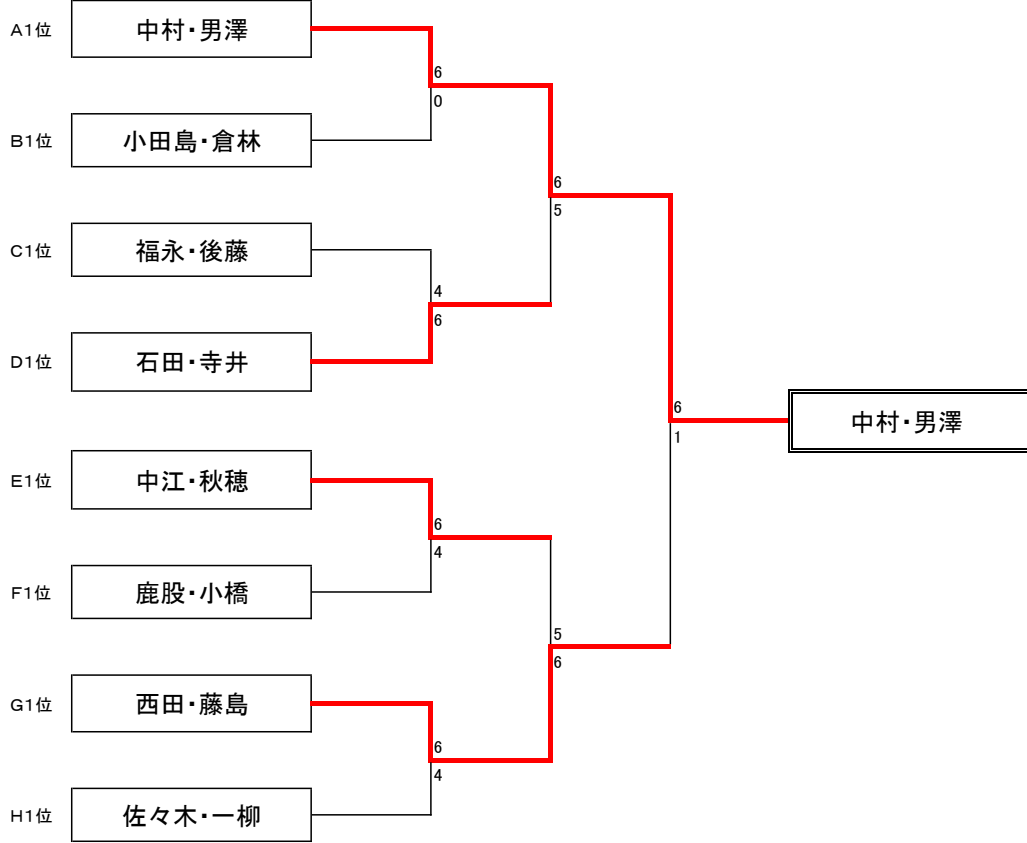 A1位 中村・男澤
6
0
B1位 小田島・倉林
6
5
C1位 福永・後藤
4
6
D1位 石田・寺井
6
1
中村・男澤
E1位 中江・秋穂
6
4
F1位 鹿股・小橋
5
6
G1位 西田・藤島
6
4
H1位 佐々木・一柳